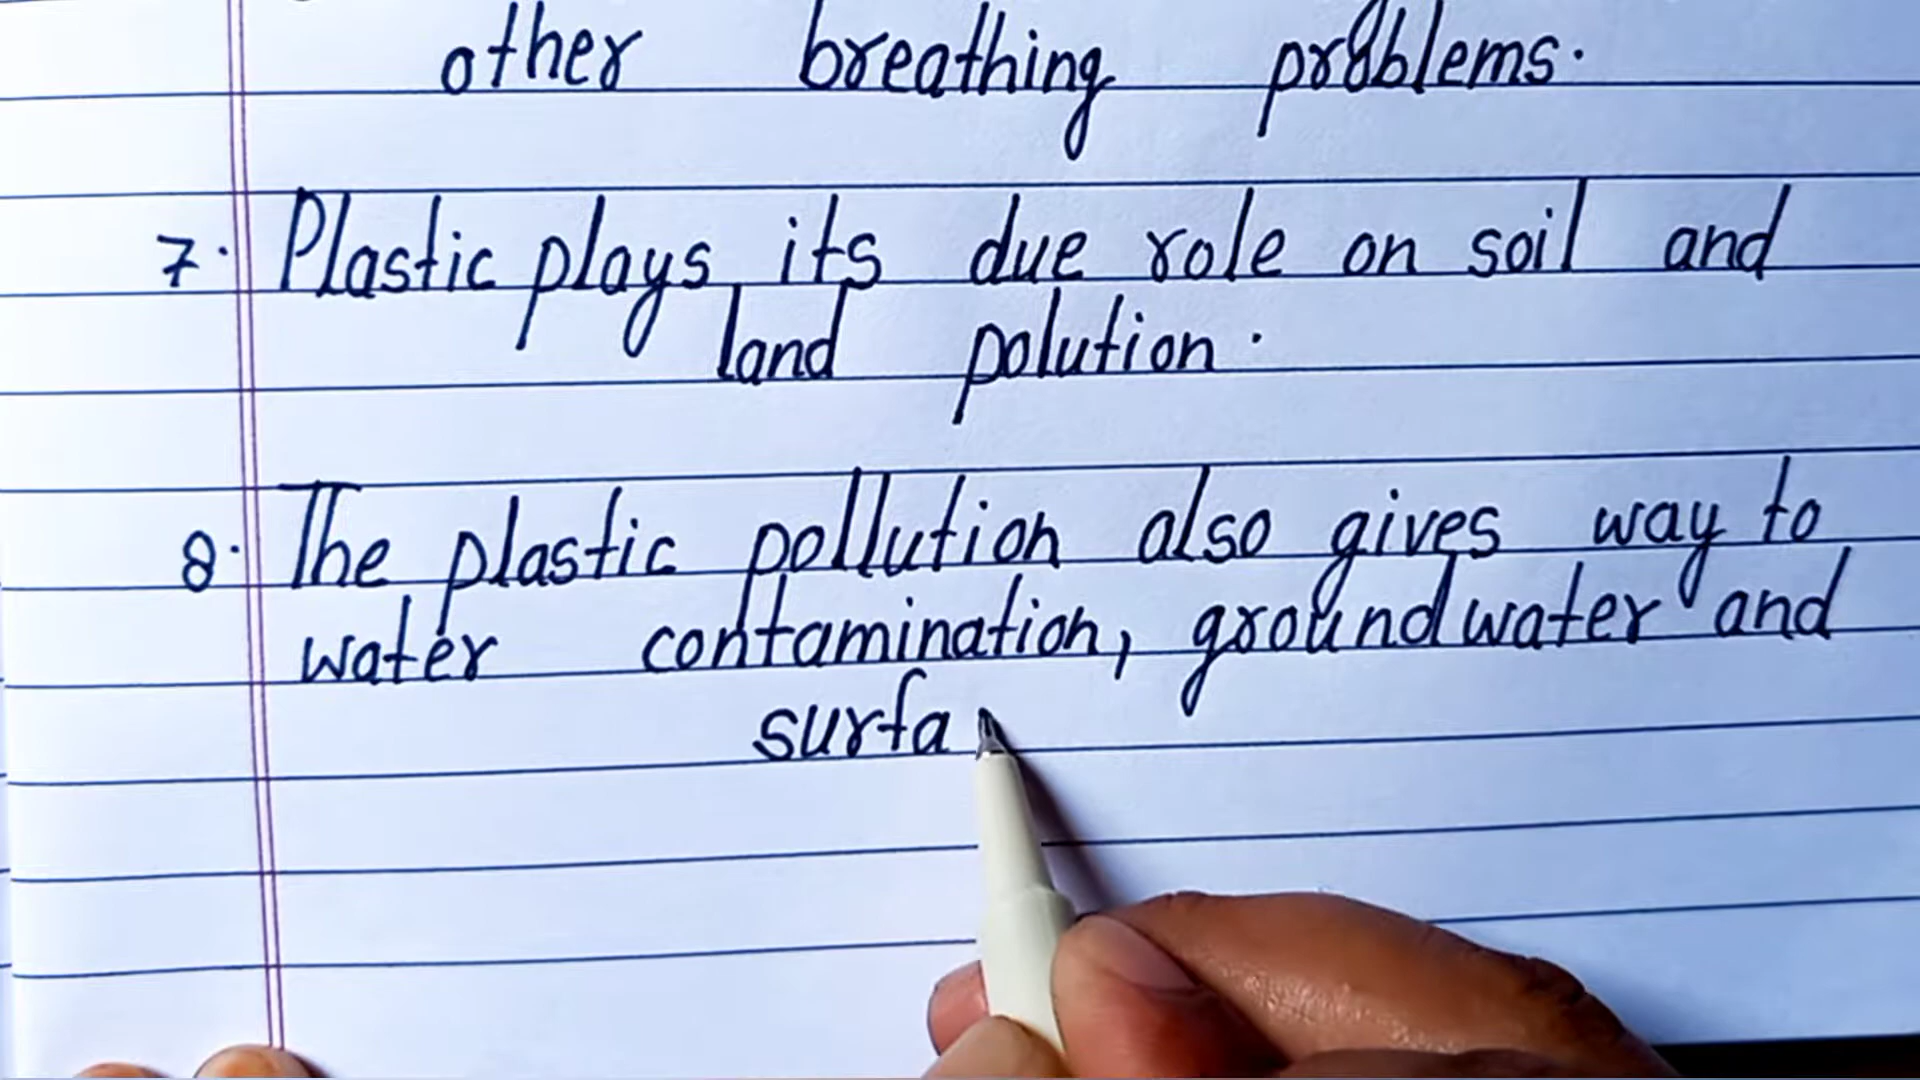 other breathing problems.
7. Plastic plays its due role on soil and
land polution.
8. The plastic pollution also gives way to
water contamination, groundwater and
surfa